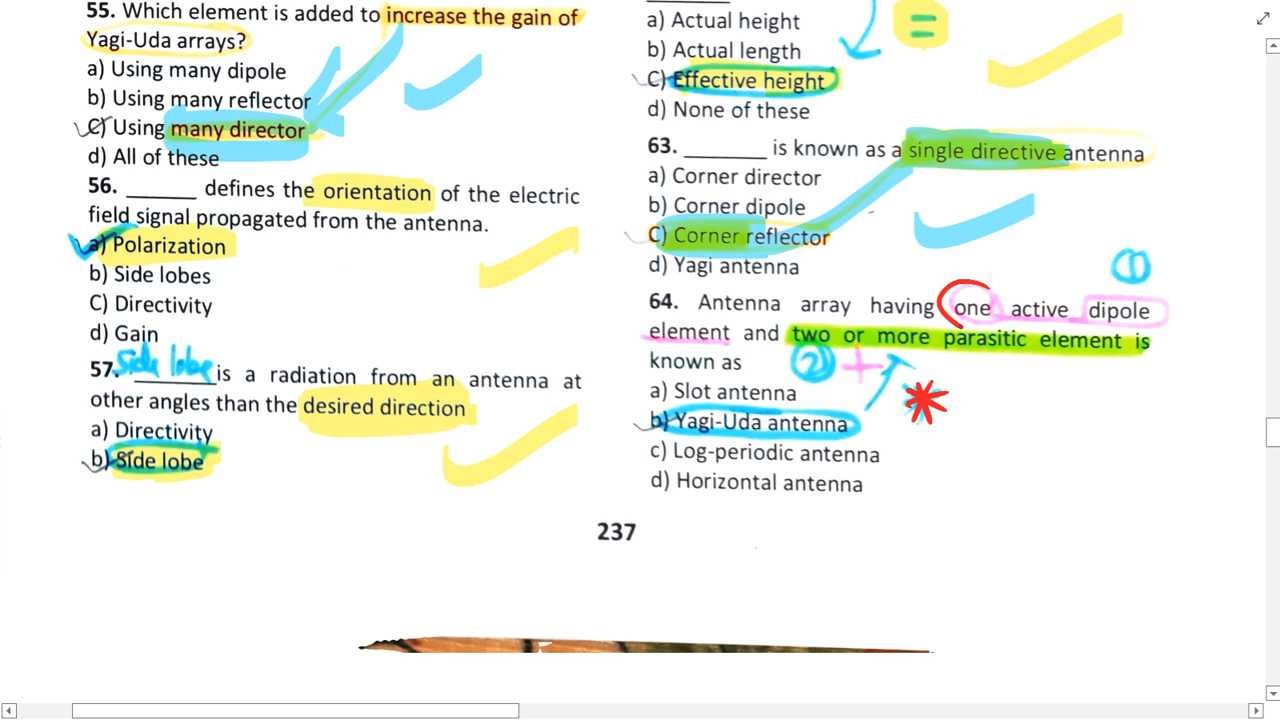 55. Which element is added to increase the gain of
Yagi-Uda arrays?
a) Using many dipole
b) Using many reflector
C) Using many director
d) All of these
56. ______ defines the orientation of the electric
field signal propagated from the antenna.
a) Polarization
b) Side lobes
C) Directivity
d) Gain
57. Side lobe is a radiation from an antenna at
other angles than the desired direction
a) Directivity
b) Side lobe
a) Actual height
b) Actual length
C) Effective height
d) None of these
63. _______ is known as a single directive antenna
a) Corner director
b) Corner dipole
C) Corner reflector
d) Yagi antenna
1
64. Antenna array having one active dipole
element and two or more parasitic element is
known as 2 +
a) Slot antenna
b) Yagi-Uda antenna
c) Log-periodic antenna
d) Horizontal antenna
237